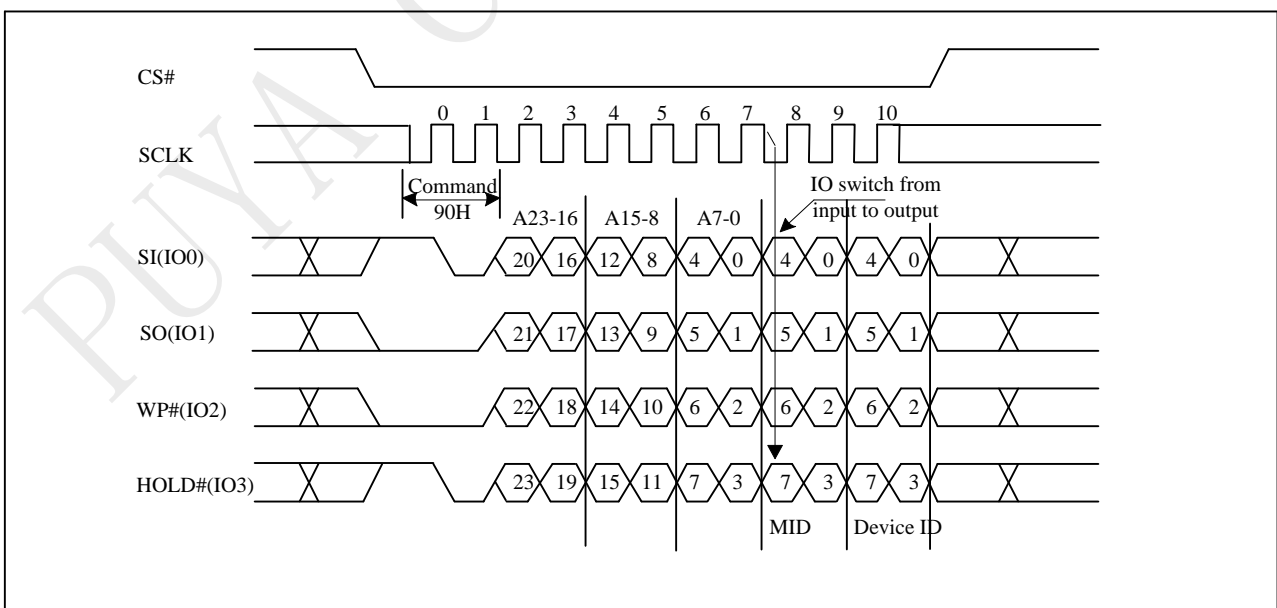 PUYA
CS#
0 1 2 3 4 5 6 7 8 9 10
SCLK
Command
90H
IO switch from
input to output
A23-16 A15-8 A7-0
SI(IO0) 20 16 12 8 4 0 4 0 4 0
SO(IO1) 21 17 13 9 5 1 5 1 5 1
WP#(IO2) 22 18 14 10 6 2 6 2 6 2
HOLD#(IO3) 23 19 15 11 7 3 7 3 7 3
MID Device ID